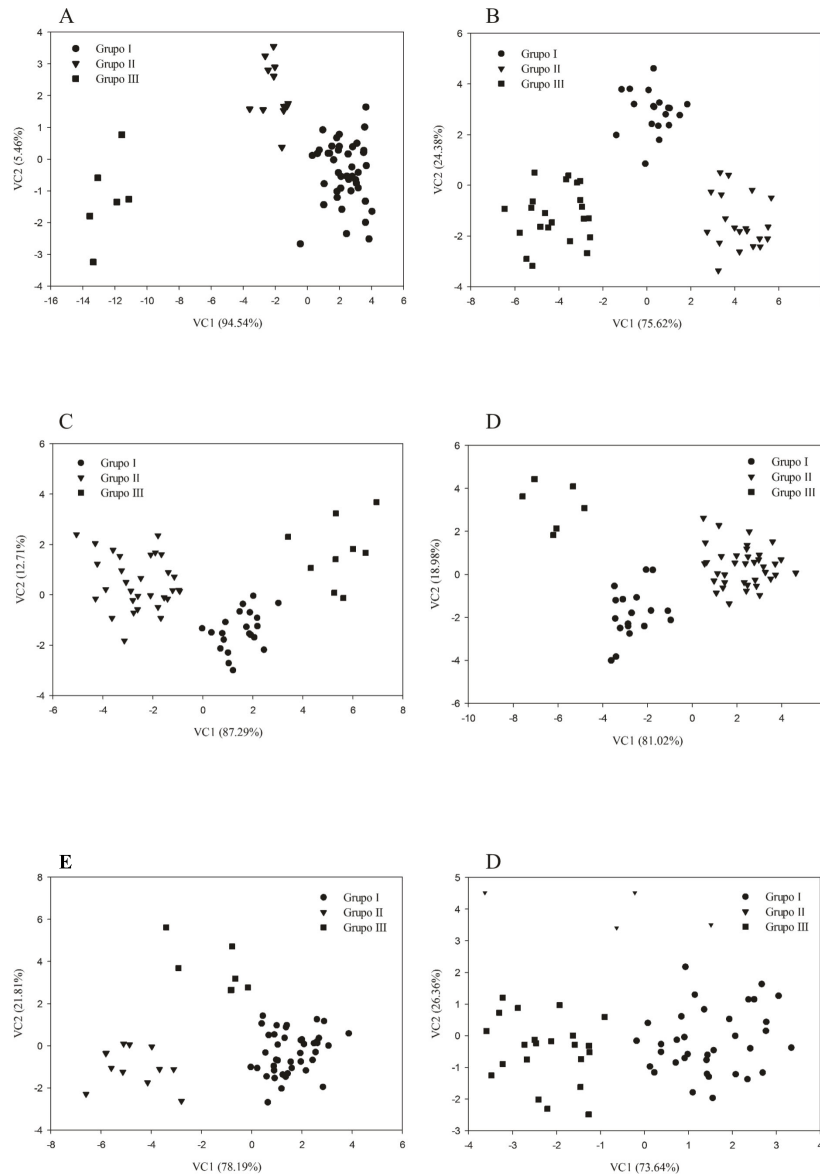 A
Grupo I
Grupo II
Grupo III
4
3
2
1
0
-1
-2
-3
-4
VC2 (5.46%)
-16 -14 -12 -10 -8 -6 -4 -2 0 2 4 6
VC1 (94.54%)
B
Grupo I
Grupo II
Grupo III
6
4
2
0
-2
-4
VC2 (24.38%)
-8 -6 -4 -2 0 2 4 6 8
VC1 (75.62%)
C
Grupo I
Grupo II
Grupo III
6
4
2
0
-2
-4
VC2 (12.71%)
-6 -4 -2 0 2 4 6 8
VC1 (87.29%)
D
Grupo I
Grupo II
Grupo III
6
4
2
0
-2
-4
-6
VC2 (18.98%)
-10 -8 -6 -4 -2 0 2 4 6
VC1 (81.02%)
E
Grupo I
Grupo II
Grupo III
8
6
4
2
0
-2
-4
VC2 (21.81%)
-8 -6 -4 -2 0 2 4 6
VC1 (78.19%)
D
Grupo I
Grupo II
Grupo III
5
4
3
2
1
0
-1
-2
-3
VC2 (26.36%)
-4 -3 -2 -1 0 1 2 3 4
VC1 (73.64%)